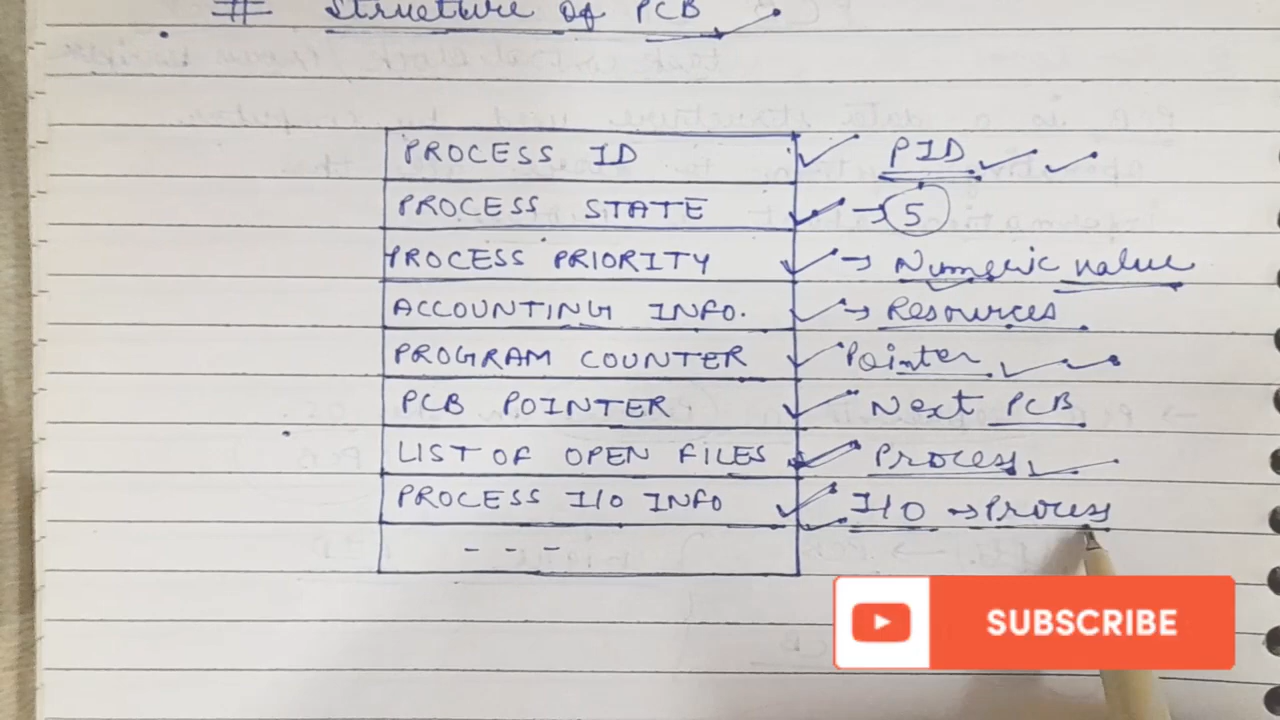 # Structure of PCB
PROCESS ID PID
PROCESS STATE → 5
PROCESS PRIORITY → Numeric value
ACCOUNTING INFO. → Resources
PROGRAM COUNTER Pointer
PCB POINTER Next PCB
LIST OF OPEN FILES Process
PROCESS I/O INFO I/O → Process
- - -
SUBSCRIBE